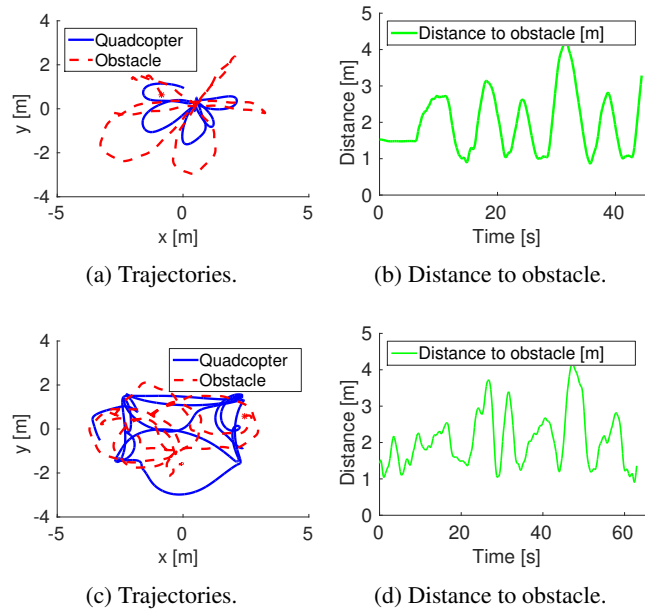 4
2
0
-2
-4
y [m]
Quadcopter
Obstacle
-5
0
5
x [m]
(a) Trajectories.
5
4
3
2
1
0
Distance [m]
Distance to obstacle [m]
0
20
40
Time [s]
(b) Distance to obstacle.
4
2
0
-2
-4
y [m]
Quadcopter
Obstacle
-5
0
5
x [m]
(c) Trajectories.
5
4
3
2
1
0
Distance [m]
Distance to obstacle [m]
0
20
40
60
Time [s]
(d) Distance to obstacle.